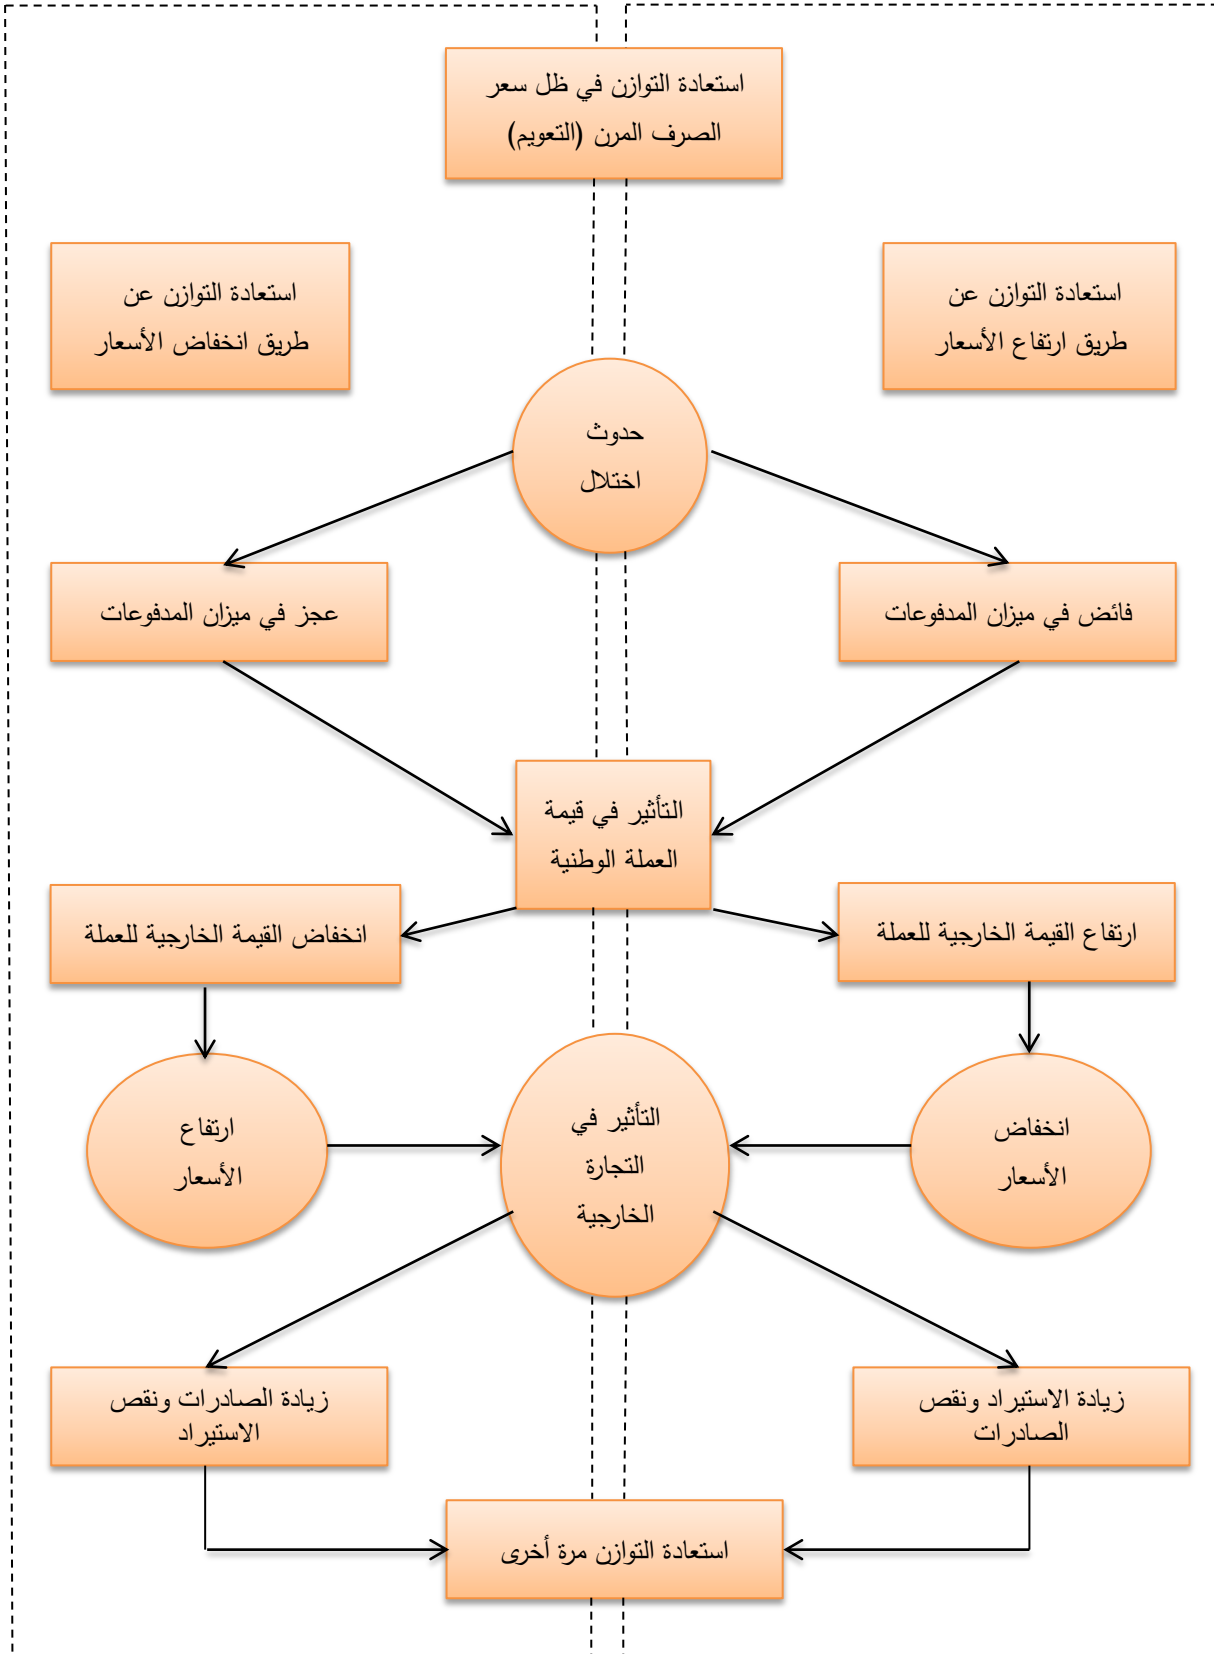 استعادة التوازن في ظل سعر
الصرف المرن (التعويم)
استعادة التوازن عن
طريق ارتفاع الأسعار
استعادة التوازن عن
طريق انخفاض الأسعار
حدوث
اختلال
فائض في ميزان المدفوعات
عجز في ميزان المدفوعات
التأثير في قيمة
العملة الوطنية
ارتفاع القيمة الخارجية للعملة
انخفاض القيمة الخارجية للعملة
انخفاض
الأسعار
التأثير في
التجارة
الخارجية
ارتفاع
الأسعار
زيادة الاستيراد ونقص
الصادرات
زيادة الصادرات ونقص
الاستيراد
استعادة التوازن مرة أخرى